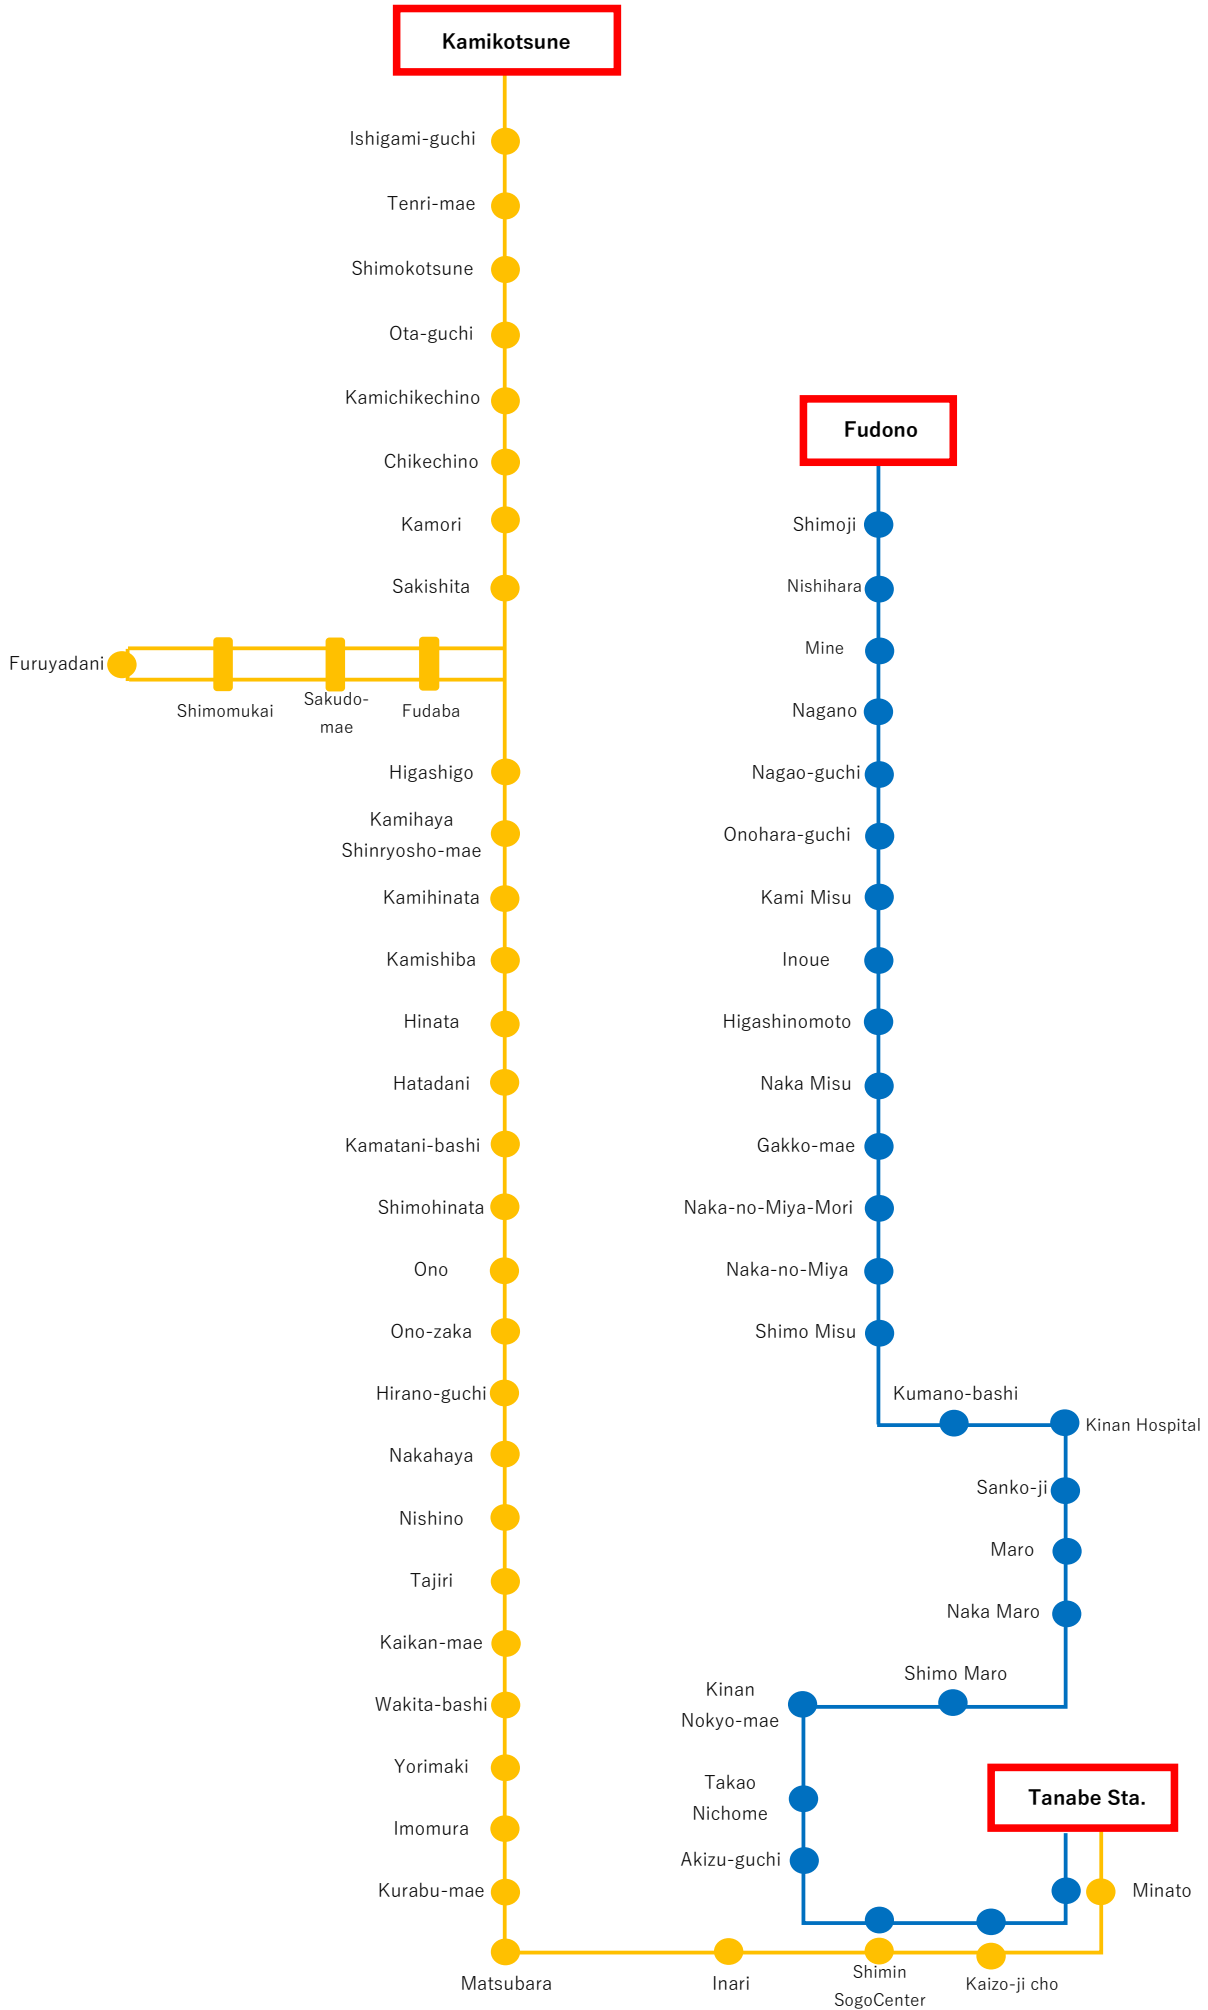 Kamikotsune
Ishigami-guchi
Tenri-mae
Shimokotsune
Ota-guchi
Kamichikechino
Chikechino
Kamori
Sakishita
Furuyadani
Shimomukai
Sakudo-
mae
Fudaba
Higashigo
Kamihaya
Shinryosho-mae
Kamihinata
Kamishiba
Hinata
Hatadani
Kamatani-bashi
Shimohinata
Ono
Ono-zaka
Hirano-guchi
Nakahaya
Nishino
Tajiri
Kaikan-mae
Wakita-bashi
Yorimaki
Imomura
Kurabu-mae
Matsubara
Inari
Shimin
SogoCenter
Kaizo-ji cho
Minato
Tanabe Sta.
Fudono
Shimoji
Nishihara
Mine
Nagano
Nagao-guchi
Onohara-guchi
Kami Misu
Inoue
Higashinomoto
Naka Misu
Gakko-mae
Naka-no-Miya-Mori
Naka-no-Miya
Shimo Misu
Kumano-bashi
Kinan Hospital
Sanko-ji
Maro
Naka Maro
Shimo Maro
Kinan
Nokyo-mae
Takao
Nichome
Akizu-guchi